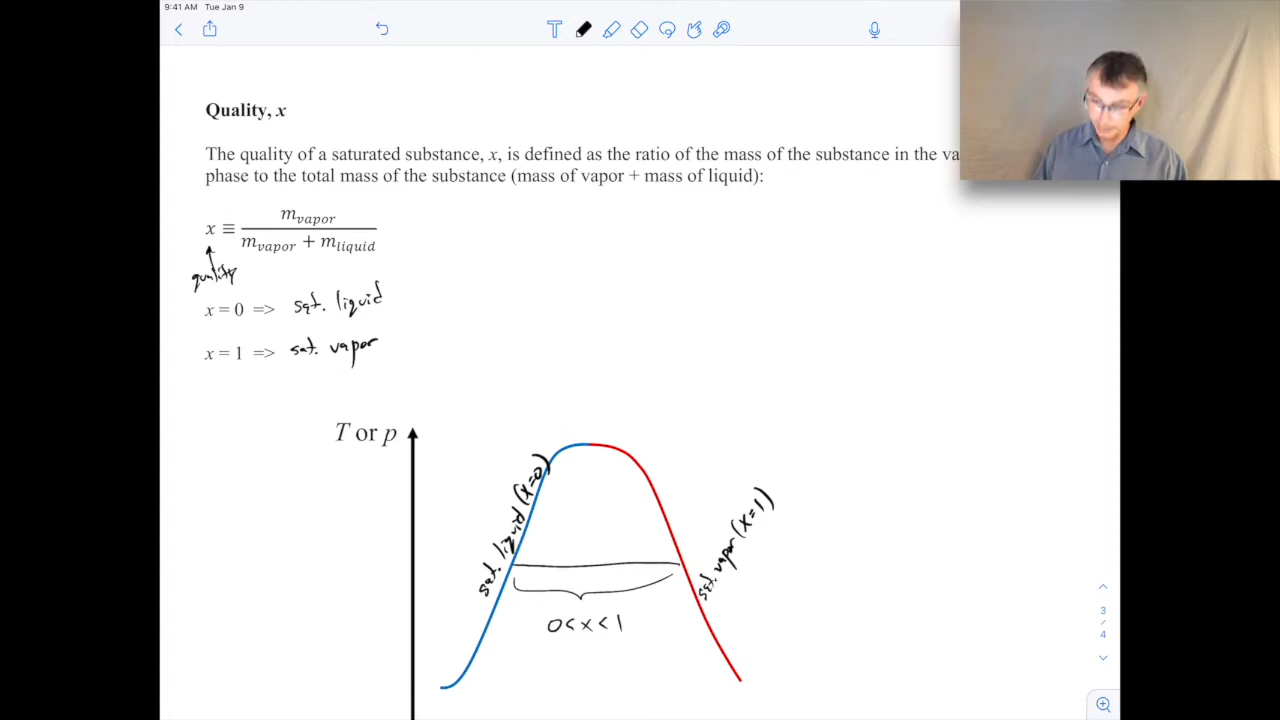 9:41 AM Tue Jan 9
Quality, x
The quality of a saturated substance, x, is defined as the ratio of the mass of the substance in the va
phase to the total mass of the substance (mass of vapor + mass of liquid):
x ≡ m_vapor / (m_vapor + m_liquid)
quality
x = 0 => sat. liquid
x = 1 => sat. vapor
T or p
sat. liquid (x=0)
sat. vapor (x=1)
0<x<1
3
/
4